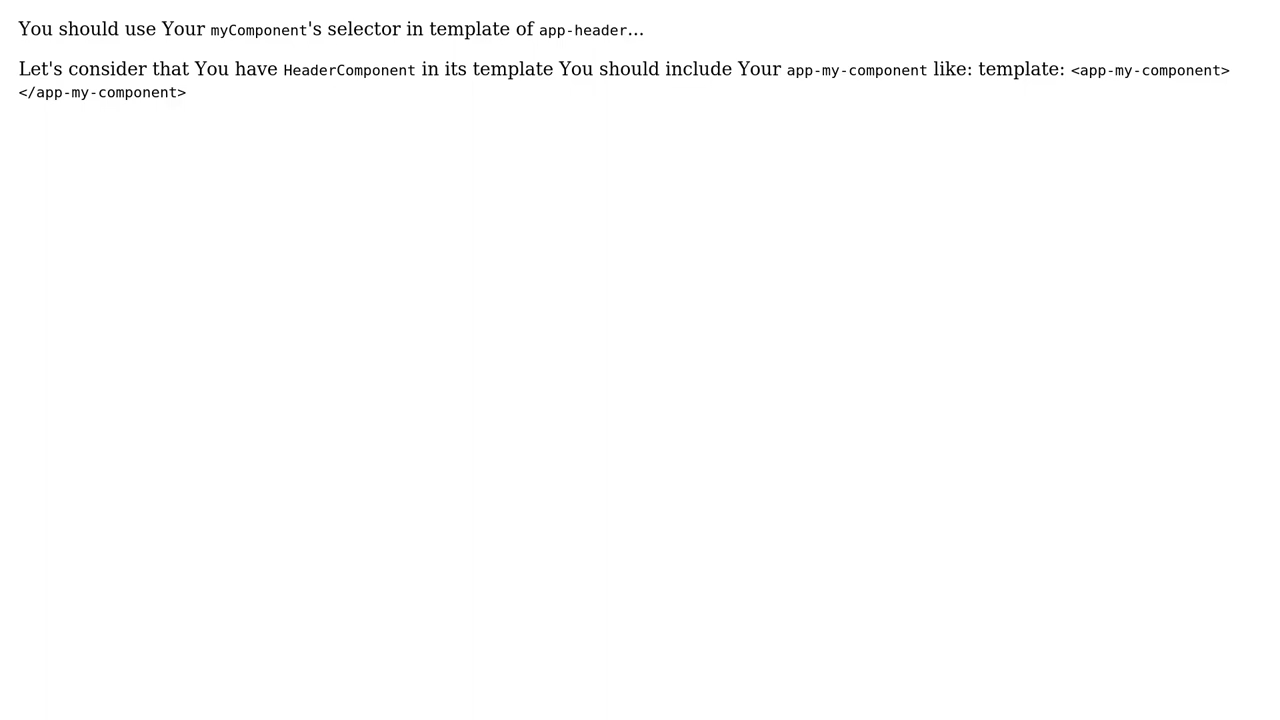 You should use Your myComponent's selector in template of app-header...
Let's consider that You have HeaderComponent in its template You should include Your app-my-component like: template: <app-my-component>
</app-my-component>